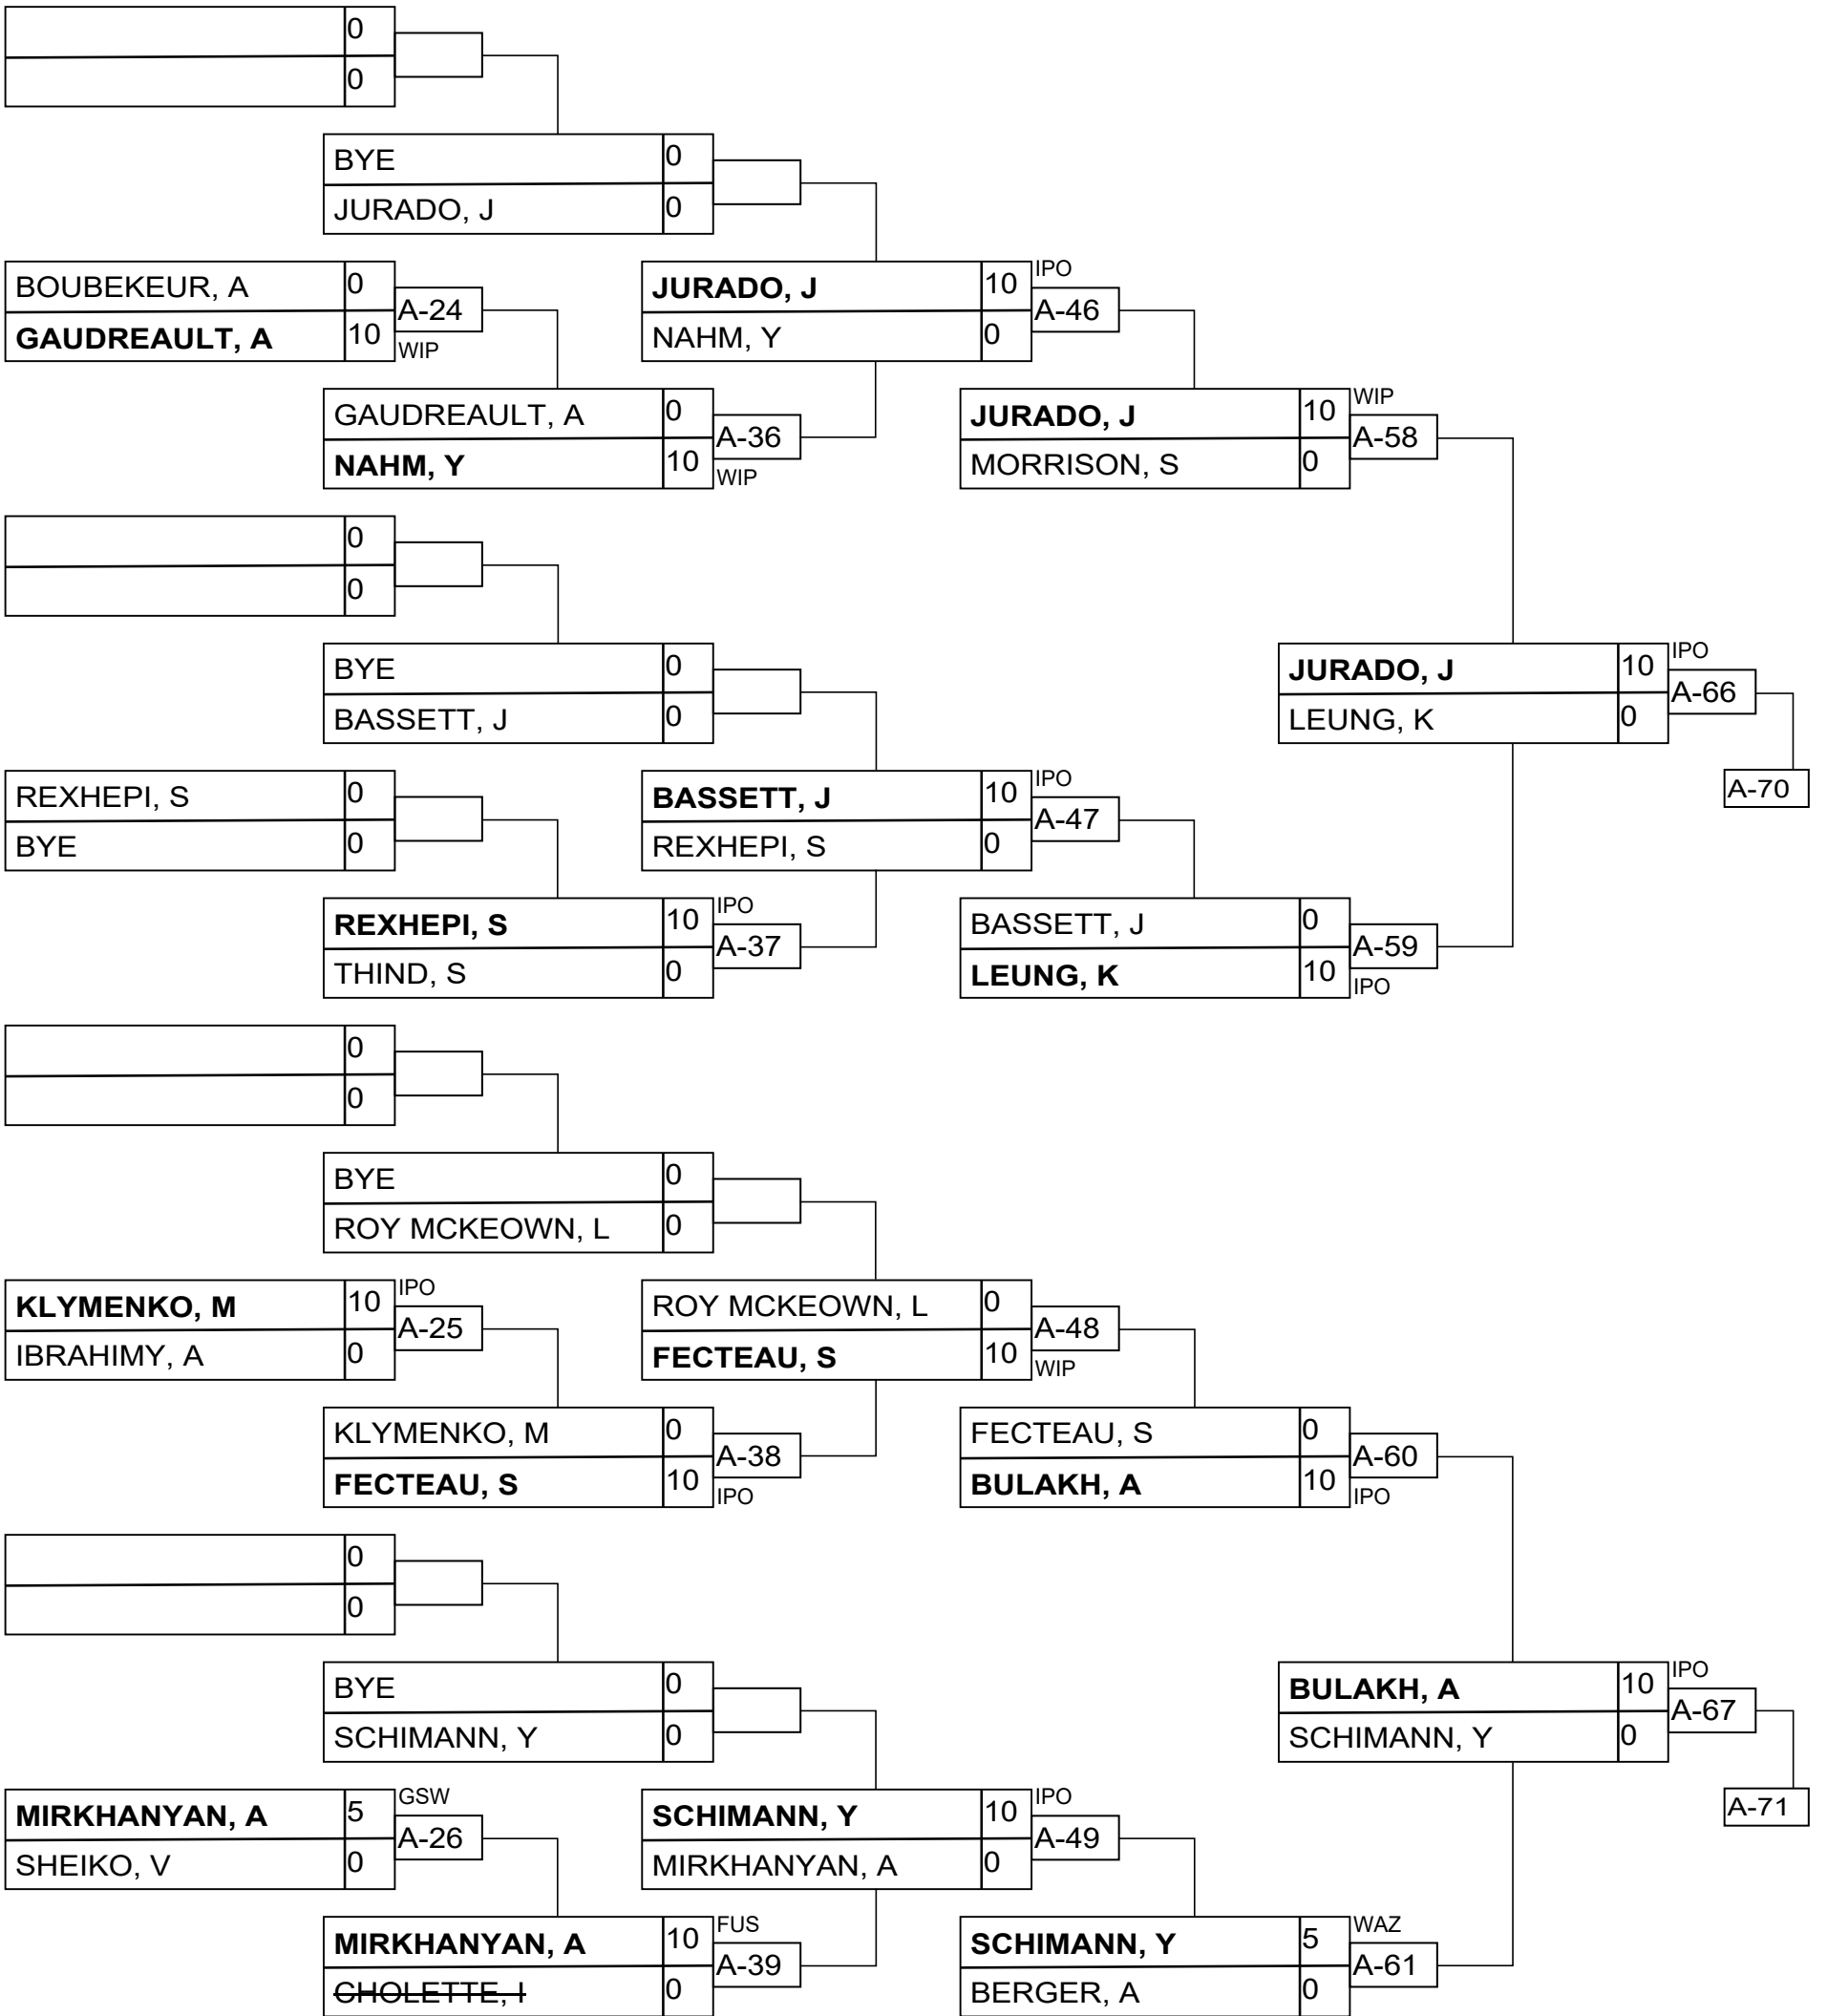 0
0
BYE 0
JURADO, J 0
BOUBEKEUR, A 0
A-24
GAUDREAULT, A 10
WIP
JURADO, J 10 IPO
A-46
NAHM, Y 0
GAUDREAULT, A 0
A-36
NAHM, Y 10
WIP
JURADO, J 10 WIP
A-58
MORRISON, S 0
0
0
BYE 0
BASSETT, J 0
JURADO, J 10 IPO
A-66
LEUNG, K 0
A-70
REXHEPI, S 0
BYE 0
BASSETT, J 10 IPO
A-47
REXHEPI, S 0
REXHEPI, S 10 IPO
A-37
THIND, S 0
BASSETT, J 0
A-59
LEUNG, K 10
IPO
0
0
BYE 0
ROY MCKEOWN, L 0
KLYMENKO, M 10 IPO
A-25
IBRAHIMY, A 0
ROY MCKEOWN, L 0
A-48
FECTEAU, S 10
WIP
KLYMENKO, M 0
A-38
FECTEAU, S 10
IPO
FECTEAU, S 0
A-60
BULAKH, A 10
IPO
0
0
BYE 0
SCHIMANN, Y 0
BULAKH, A 10 IPO
A-67
SCHIMANN, Y 0
A-71
MIRKHANYAN, A 5 GSW
A-26
SHEIKO, V 0
SCHIMANN, Y 10 IPO
A-49
MIRKHANYAN, A 0
MIRKHANYAN, A 10 FUS
A-39
CHOLETTE, I 0
SCHIMANN, Y 5 WAZ
A-61
BERGER, A 0